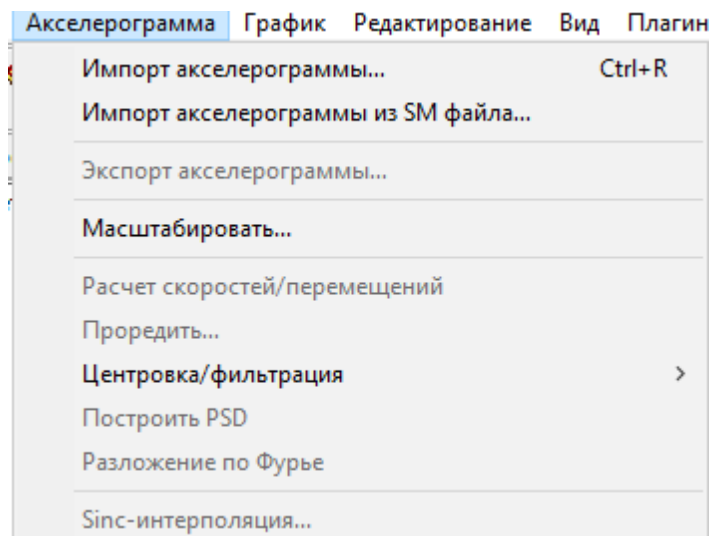 Акселерограмма График Редактирование Вид Плагин
Импорт акселерограммы... Ctrl+R
Импорт акселерограммы из SM файла...
Экспорт акселерограммы...
Масштабировать...
Расчет скоростей/перемещений
Проредить...
Центровка/фильтрация >
Построить PSD
Разложение по Фурье
Sinc-интерполяция...